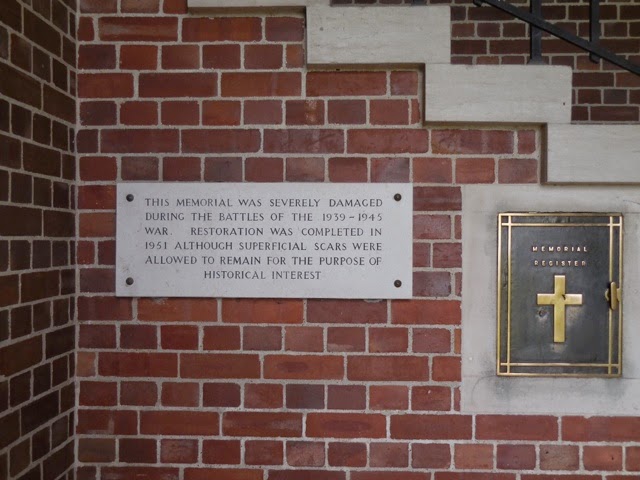 THIS MEMORIAL WAS SEVERELY DAMAGED
DURING THE BATTLES OF THE 1939-1945
WAR. RESTORATION WAS COMPLETED IN
1951 ALTHOUGH SUPERFICIAL SCARS WERE
ALLOWED TO REMAIN FOR THE PURPOSE OF
HISTORICAL INTEREST
MEMORIAL
REGISTER